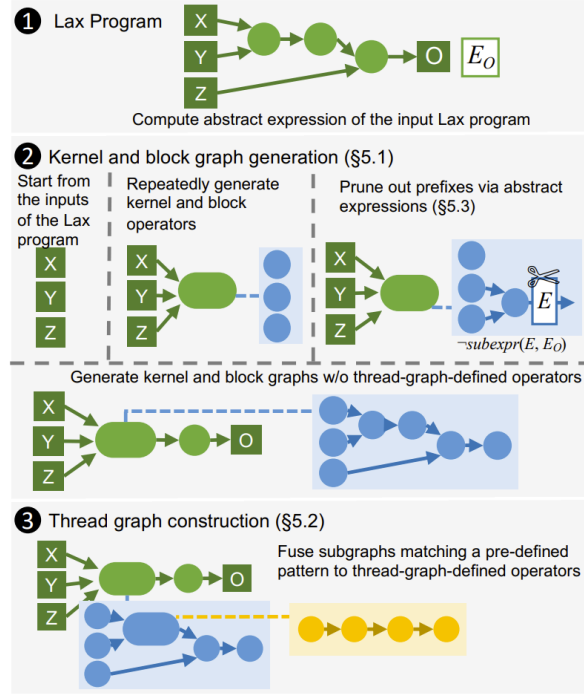 1 Lax Program
X
Y
Z
O
E_O
Compute abstract expression of the input Lax program
2 Kernel and block graph generation (§5.1)
Start from
the inputs
of the Lax
program
X
Y
Z
Repeatedly generate
kernel and block
operators
X
Y
Z
Prune out prefixes via abstract
expressions (§5.3)
X
Y
Z
E
¬subexpr(E, E_O)
Generate kernel and block graphs w/o thread-graph-defined operators
X
Y
Z
O
3 Thread graph construction (§5.2)
X
Y
Z
O
Fuse subgraphs matching a pre-defined
pattern to thread-graph-defined operators